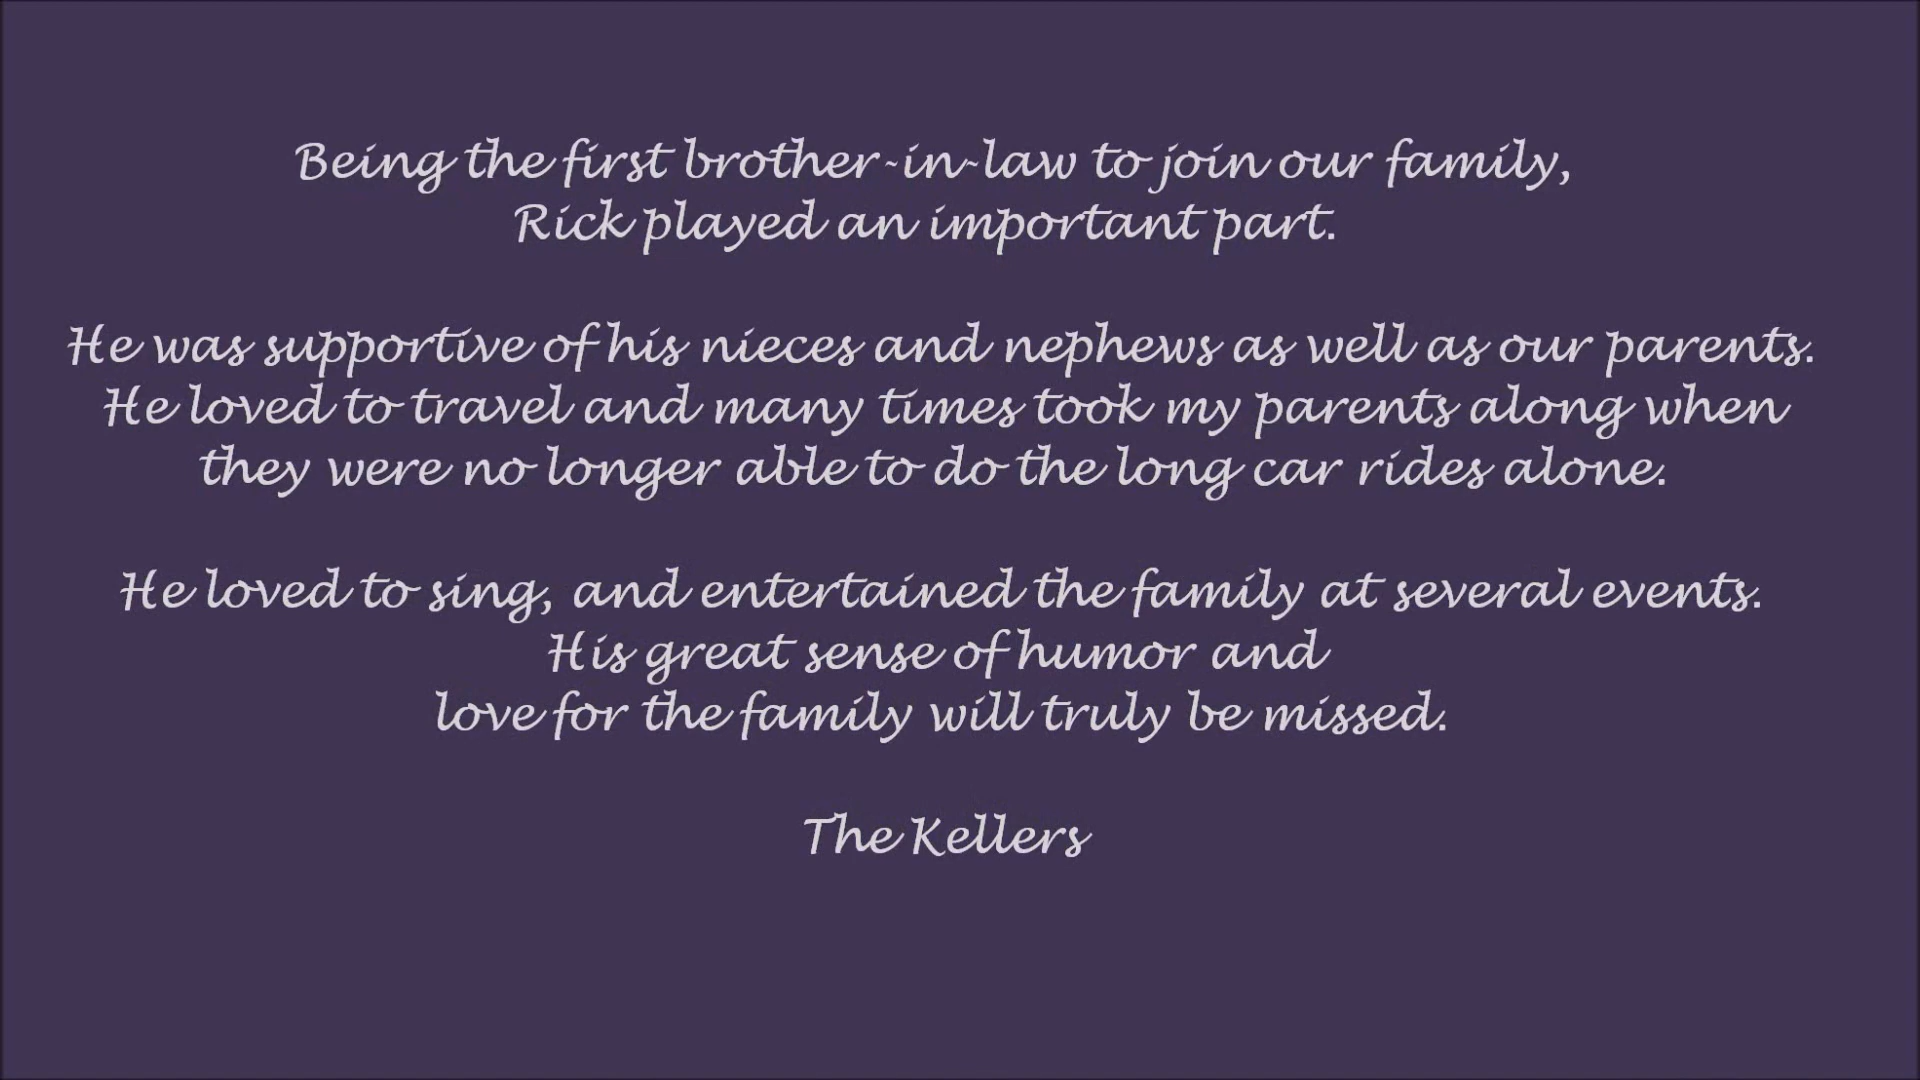 Being the first brother-in-law to join our family,
Rick played an important part.
He was supportive of his nieces and nephews as well as our parents.
He loved to travel and many times took my parents along when
they were no longer able to do the long car rides alone.
He loved to sing, and entertained the family at several events.
His great sense of humor and
love for the family will truly be missed.
The Kellers